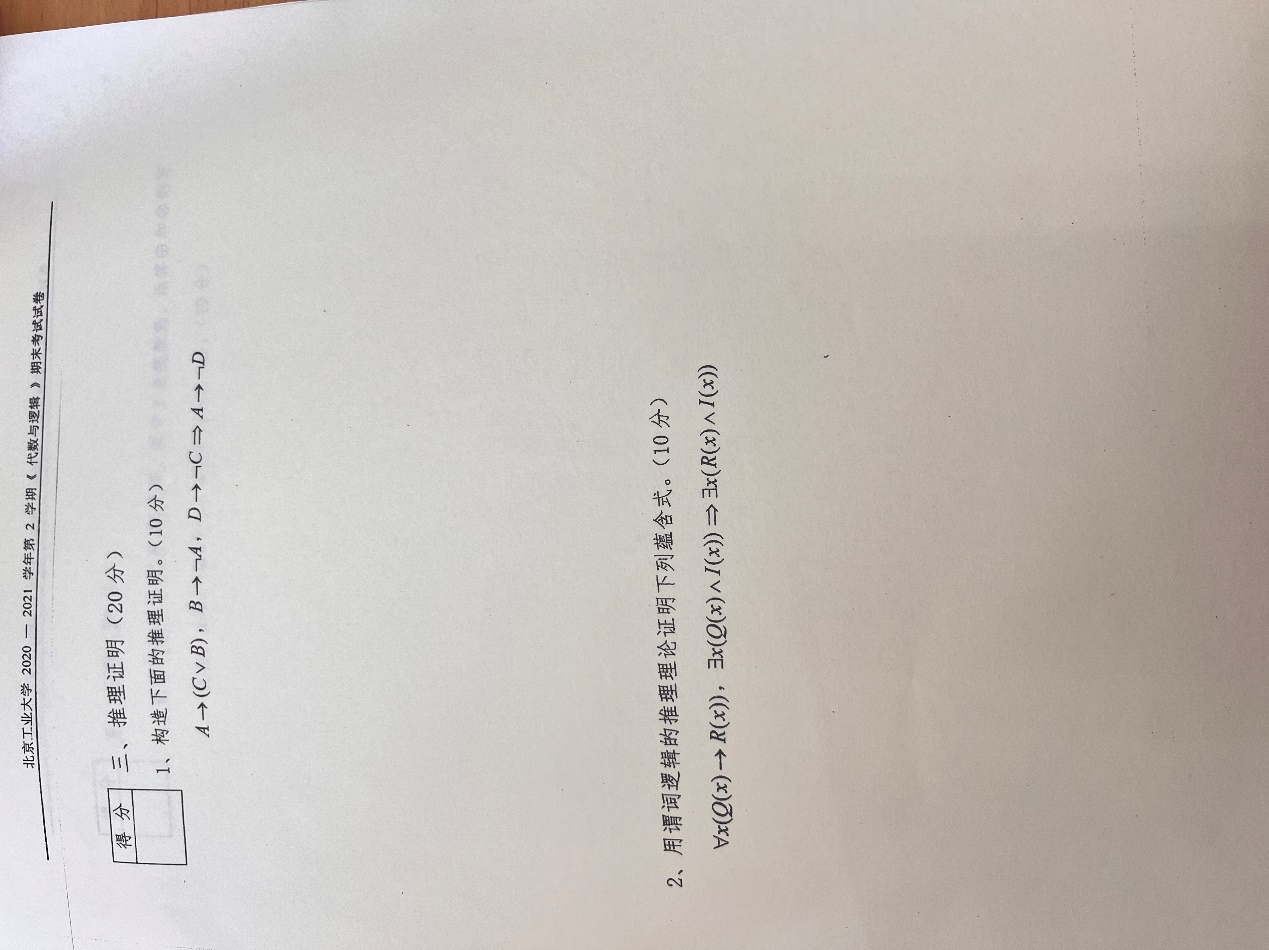 北京工业大学 2020 — 2021 学年第 2 学期《 代数与逻辑 》期末考试试卷
得 分
三、推理证明（20 分）
1、构造下面的推理证明。（10 分）
A→(C∨B)，B→¬A，D→¬C⇒A→¬D
2、用谓词逻辑的推理理论证明下列蕴含式。（10 分）
∀x(Q(x)→R(x))，∃x(Q(x)∧I(x))⇒∃x(R(x)∧I(x))